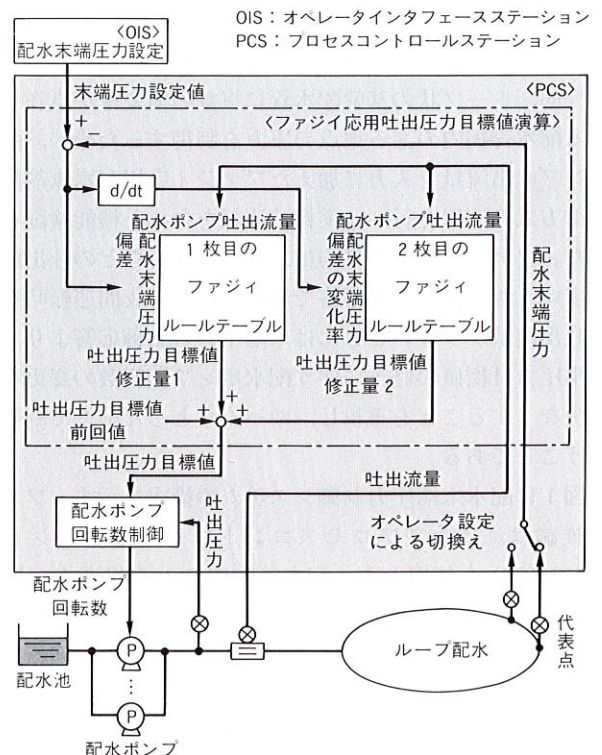 OIS：オペレータインタフェースステーション
PCS：プロセスコントロールステーション
〈OIS〉
配水末端圧力設定
末端圧力設定値
〈PCS〉
〈ファジィ応用吐出圧力目標値演算〉
+
−
d/dt
配水ポンプ吐出流量
配水末端圧力
偏差
1枚目の
ファジィ
ルールテーブル
配水ポンプ吐出流量
配水末端圧力
偏差の変化率
2枚目の
ファジィ
ルールテーブル
配水末端圧力
吐出圧力目標値
修正量1
吐出圧力目標値
修正量2
吐出圧力目標値
前回値
+
+
+
吐出圧力目標値
吐出流量
配水ポンプ
回転数制御
吐出圧力
オペレータ設定
による切換え
配水ポンプ
回転数
配水池
P
⋮
P
配水ポンプ
ループ配水
代表点